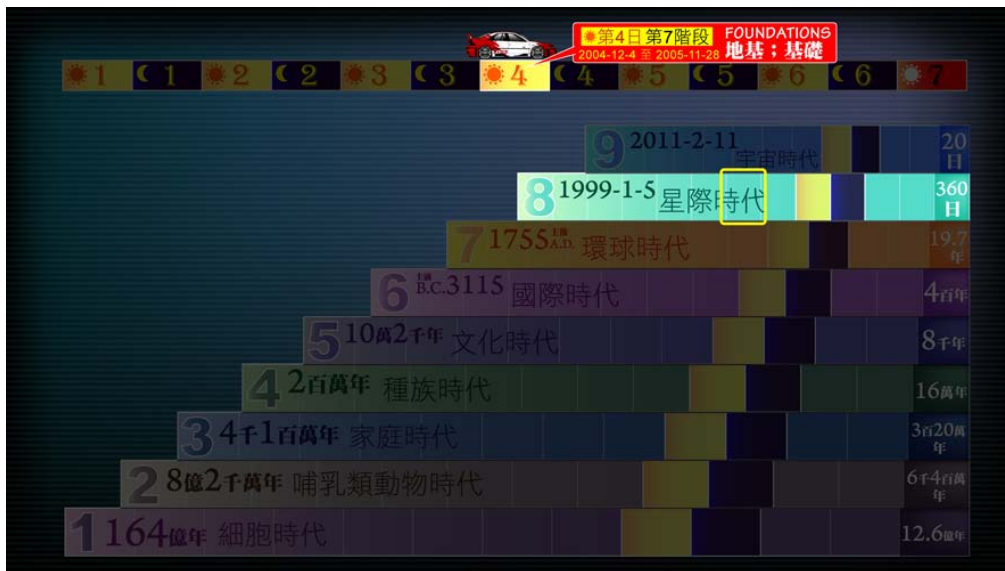 第4日 第7階段 FOUNDATIONS
2004-12-4 至 2005-11-28 地基；基礎
1 1 2 2 3 3 4 4 5 5 6 6 7
9 2011-2-11 宇宙時代 20日
8 1999-1-5 星際時代 360日
7 1755 主後 A.D. 環球時代 19.7年
6 主前 B.C. 3115 國際時代 4百年
5 10萬2千年 文化時代 8千年
4 2百萬年 種族時代 16萬年
3 4千1百萬年 家庭時代 3百20萬年
2 8億2千萬年 哺乳類動物時代 6千4百萬年
1 164億年 細胞時代 12.6億年